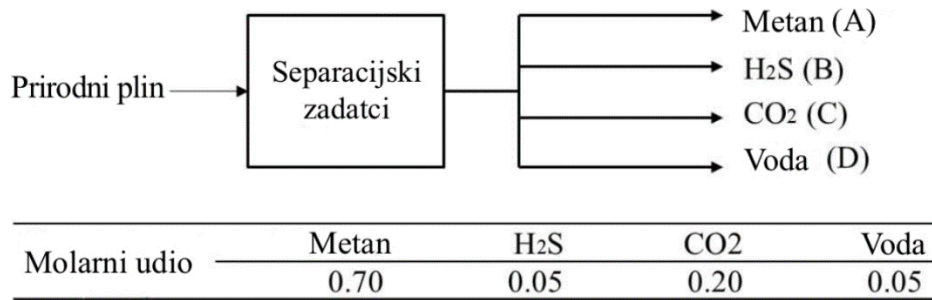 Metan (A)
H2S (B)
Prirodni plin
Separacijski
zadatci
CO2 (C)
Voda (D)
Molarni udio
Metan H2S CO2 Voda
0.70 0.05 0.20 0.05